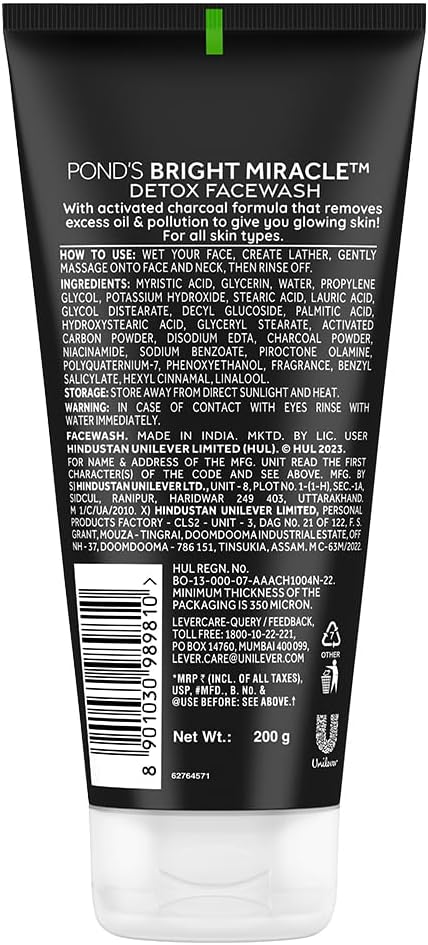 POND'S BRIGHT MIRACLE™
DETOX FACEWASH
With activated charcoal formula that removes
excess oil & pollution to give you glowing skin!
For all skin types.
HOW TO USE: WET YOUR FACE, CREATE LATHER, GENTLY
MASSAGE ONTO FACE AND NECK, THEN RINSE OFF.
INGREDIENTS: MYRISTIC ACID, GLYCERIN, WATER, PROPYLENE
GLYCOL, POTASSIUM HYDROXIDE, STEARIC ACID, LAURIC ACID,
GLYCOL DISTEARATE, DECYL GLUCOSIDE, PALMITIC ACID,
HYDROXYSTEARIC ACID, GLYCERYL STEARATE, ACTIVATED
CARBON POWDER, DISODIUM EDTA, CHARCOAL POWDER,
NIACINAMIDE, SODIUM BENZOATE, PIROCTONE OLAMINE,
POLYQUATERNIUM-7, PHENOXYETHANOL, FRAGRANCE, BENZYL
SALICYLATE, HEXYL CINNAMAL, LINALOOL.
STORAGE: STORE AWAY FROM DIRECT SUNLIGHT AND HEAT.
WARNING: IN CASE OF CONTACT WITH EYES RINSE WITH
WATER IMMEDIATELY.
FACEWASH. MADE IN INDIA. MKTD. BY LIC. USER
HINDUSTAN UNILEVER LIMITED (HUL). © HUL 2023.
FOR NAME & ADDRESS OF THE MFG. UNIT READ THE FIRST
CHARACTER(S) OF THE CODE AND SEE ABOVE. MFG. BY
SJ HINDUSTAN UNILEVER LTD., UNIT - 8, PLOT NO. 1-(1-H), SEC.-1A,
SIDCUL, RANIPUR, HARIDWAR 249 403, UTTARAKHAND.
M 1/C/UA/2010. X) HINDUSTAN UNILEVER LIMITED, PERSONAL
PRODUCTS FACTORY - CLS2 - UNIT - 3, DAG NO. 21 OF 122, F. S.
GRANT, MOUZA - TINGRAI, DOOMDOOMA INDUSTRIAL ESTATE, OFF
NH - 37, DOOMDOOMA - 786 151, TINSUKIA, ASSAM. MC-63M/2022.
HUL REGN. No.
BO-13-000-07-AAACH1004N-22.
MINIMUM THICKNESS OF THE
PACKAGING IS 350 MICRON.
LEVERCARE-QUERY / FEEDBACK,
TOLL FREE: 1800-10-22-221,
PO BOX 14760, MUMBAI 400099,
LEVER.CARE@UNILEVER.COM
*MRP ₹ (INCL. OF ALL TAXES),
USP, #MFD., B. No. &
@USE BEFORE: SEE ABOVE.†
Net Wt.: 200 g
8 901030 989810 >
62764571
7
OTHER
Unilever